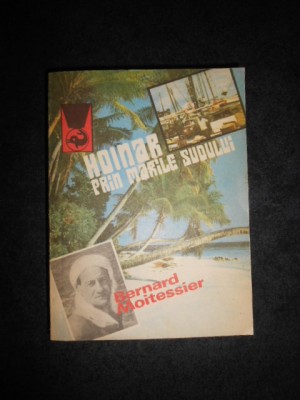 HOINAR
PRIN MARILE SUDULUI
Bernard
Moitessier